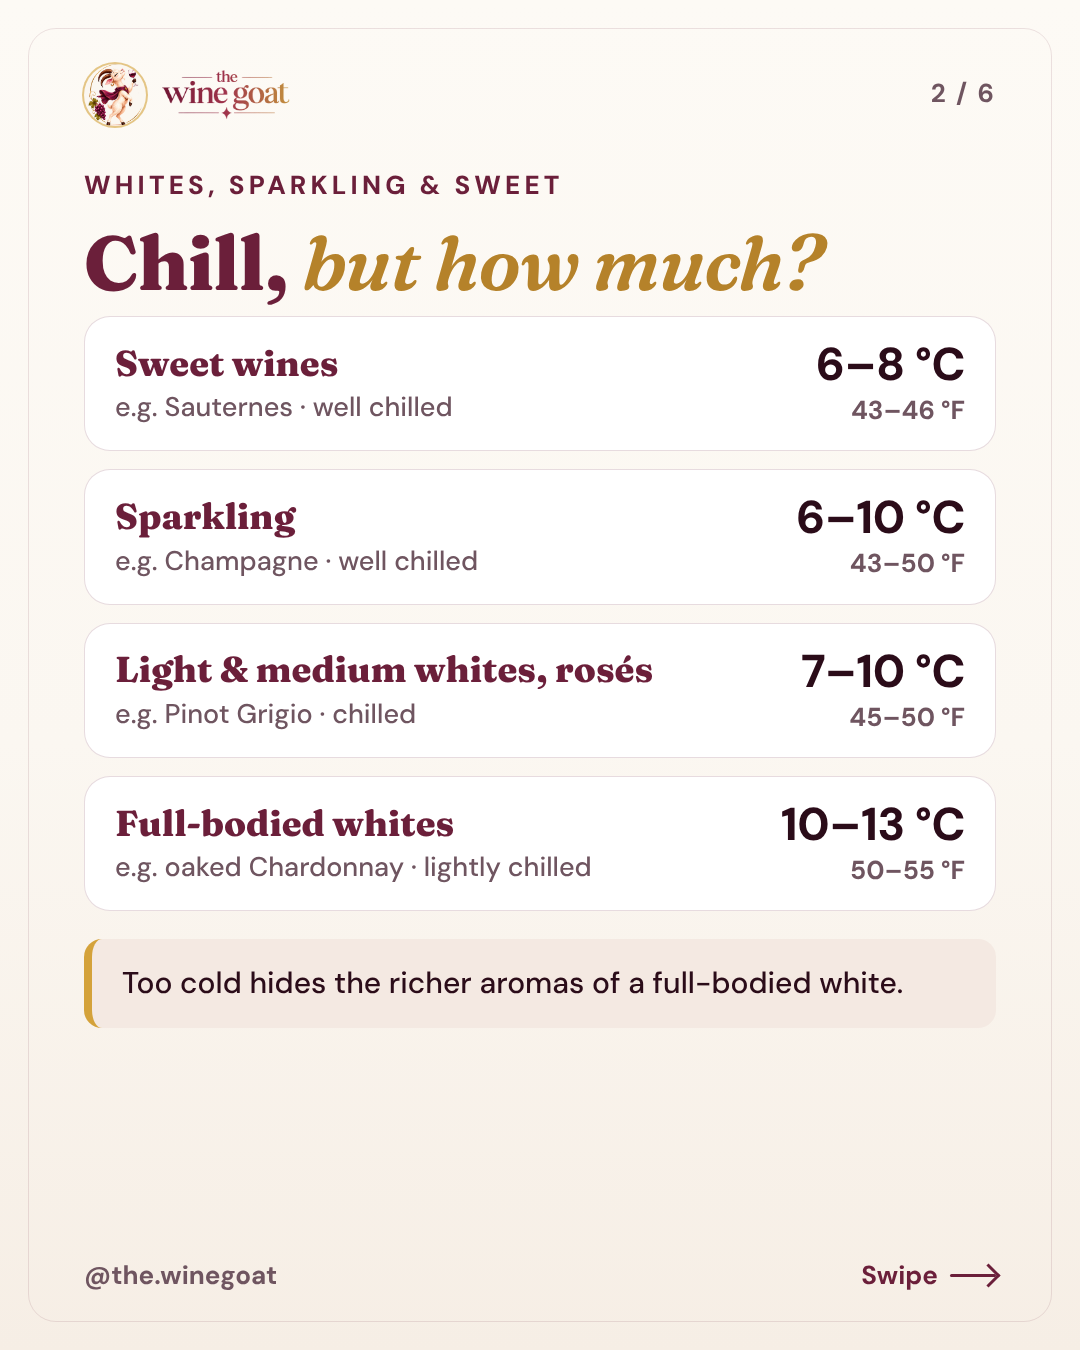 the
wine goat
2 / 6
WHITES, SPARKLING & SWEET
Chill, but how much?
Sweet wines
6–8 °C
e.g. Sauternes · well chilled
43–46 °F
Sparkling
6–10 °C
e.g. Champagne · well chilled
43–50 °F
Light & medium whites, rosés
7–10 °C
e.g. Pinot Grigio · chilled
45–50 °F
Full-bodied whites
10–13 °C
e.g. oaked Chardonnay · lightly chilled
50–55 °F
Too cold hides the richer aromas of a full-bodied white.
@the.winegoat
Swipe